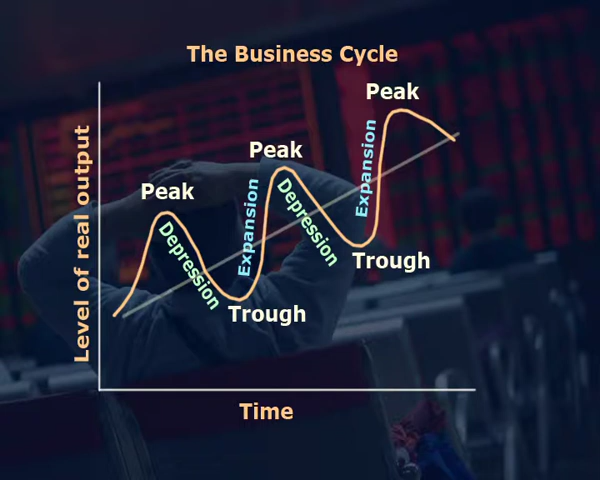 The Business Cycle
Level of real output
Peak
Depression
Expansion
Trough
Peak
Depression
Expansion
Trough
Peak
Time